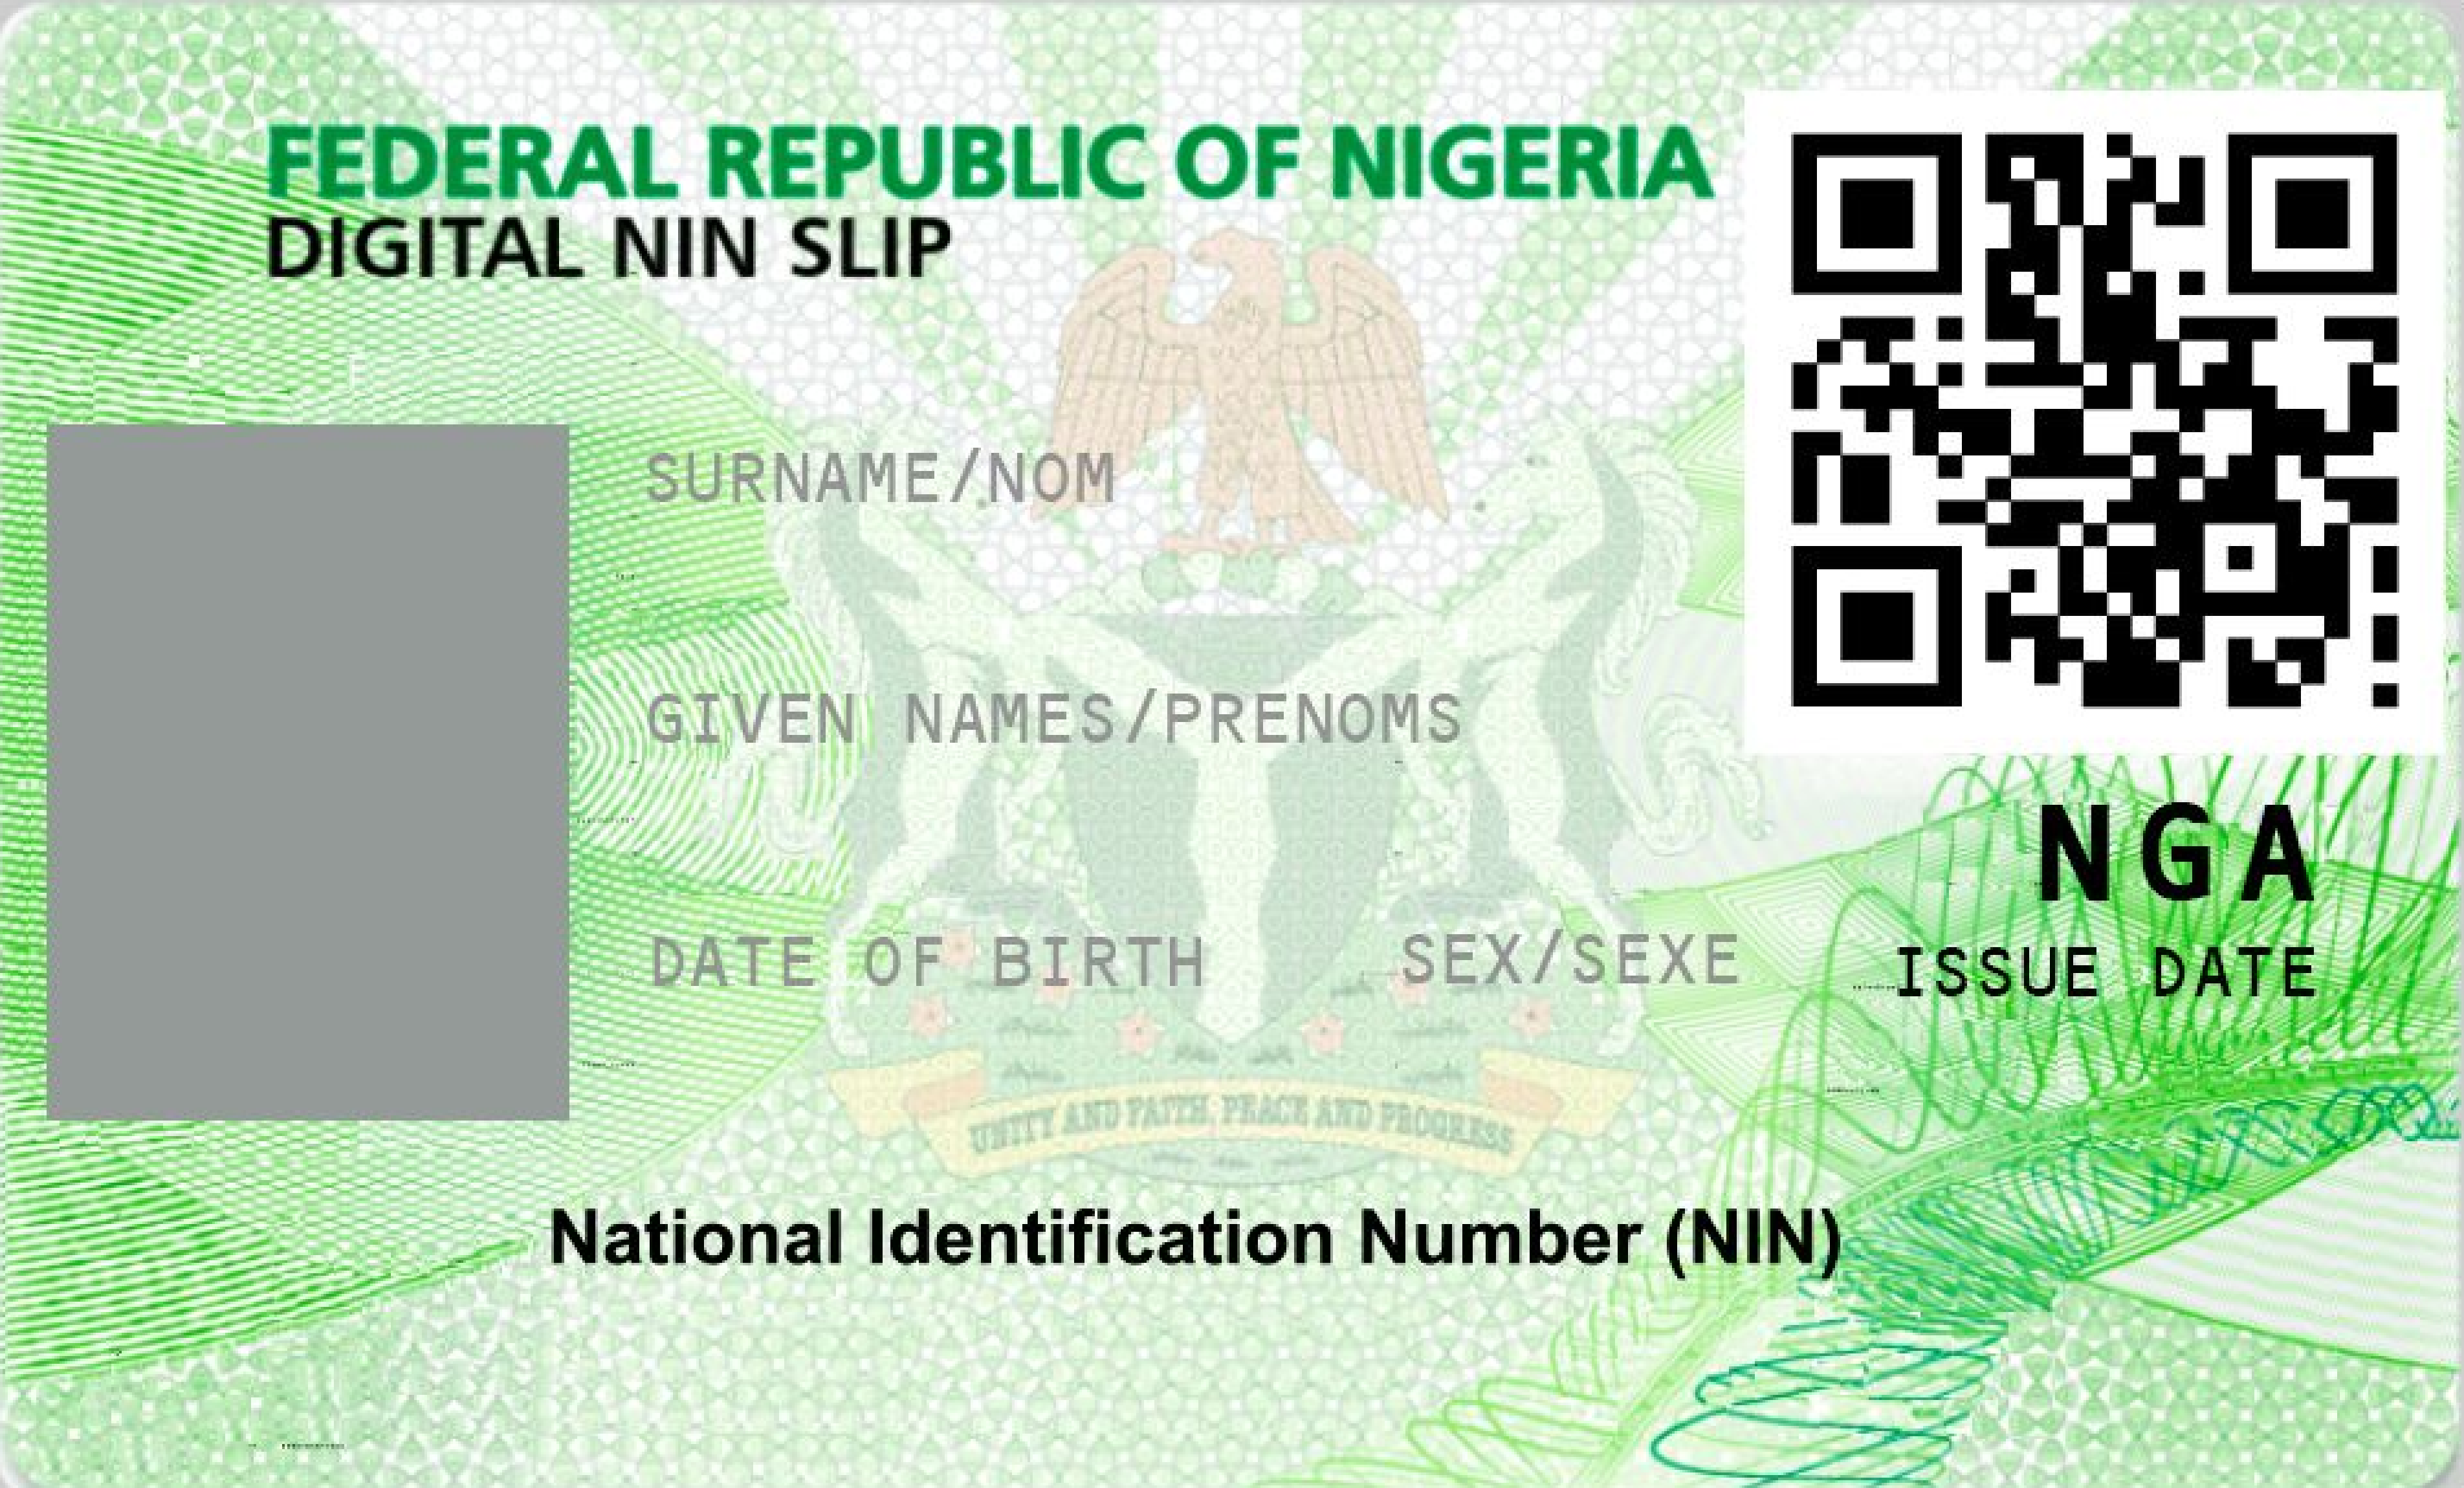 FEDERAL REPUBLIC OF NIGERIA
DIGITAL NIN SLIP
SURNAME/NOM
GIVEN NAMES/PRENOMS
NGA
DATE OF BIRTH
SEX/SEXE
ISSUE DATE
UNITY AND FAITH, PEACE AND PROGRESS
National Identification Number (NIN)